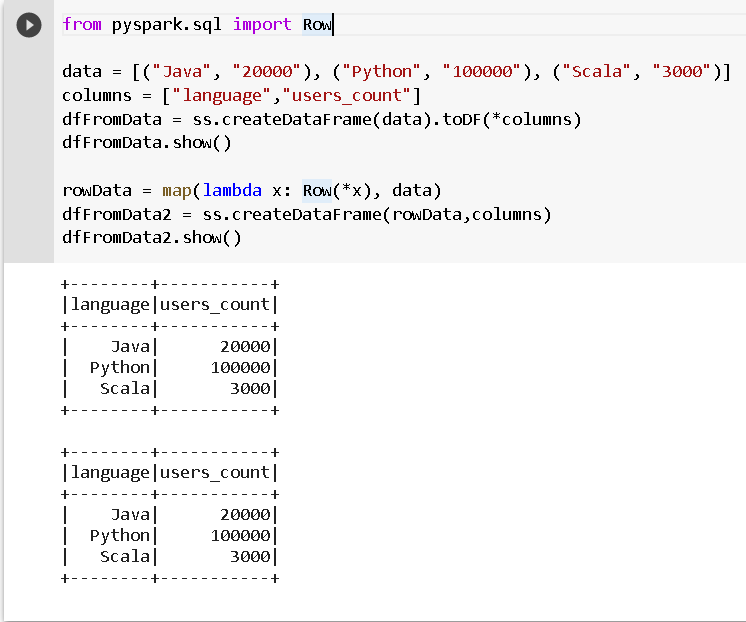 from pyspark.sql import Row
data = [("Java", "20000"), ("Python", "100000"), ("Scala", "3000")]
columns = ["language","users_count"]
dfFromData = ss.createDataFrame(data).toDF(*columns)
dfFromData.show()
rowData = map(lambda x: Row(*x), data)
dfFromData2 = ss.createDataFrame(rowData,columns)
dfFromData2.show()
+--------+-----------+
|language|users_count|
+--------+-----------+
|    Java|      20000|
|  Python|     100000|
|   Scala|       3000|
+--------+-----------+
+--------+-----------+
|language|users_count|
+--------+-----------+
|    Java|      20000|
|  Python|     100000|
|   Scala|       3000|
+--------+-----------+